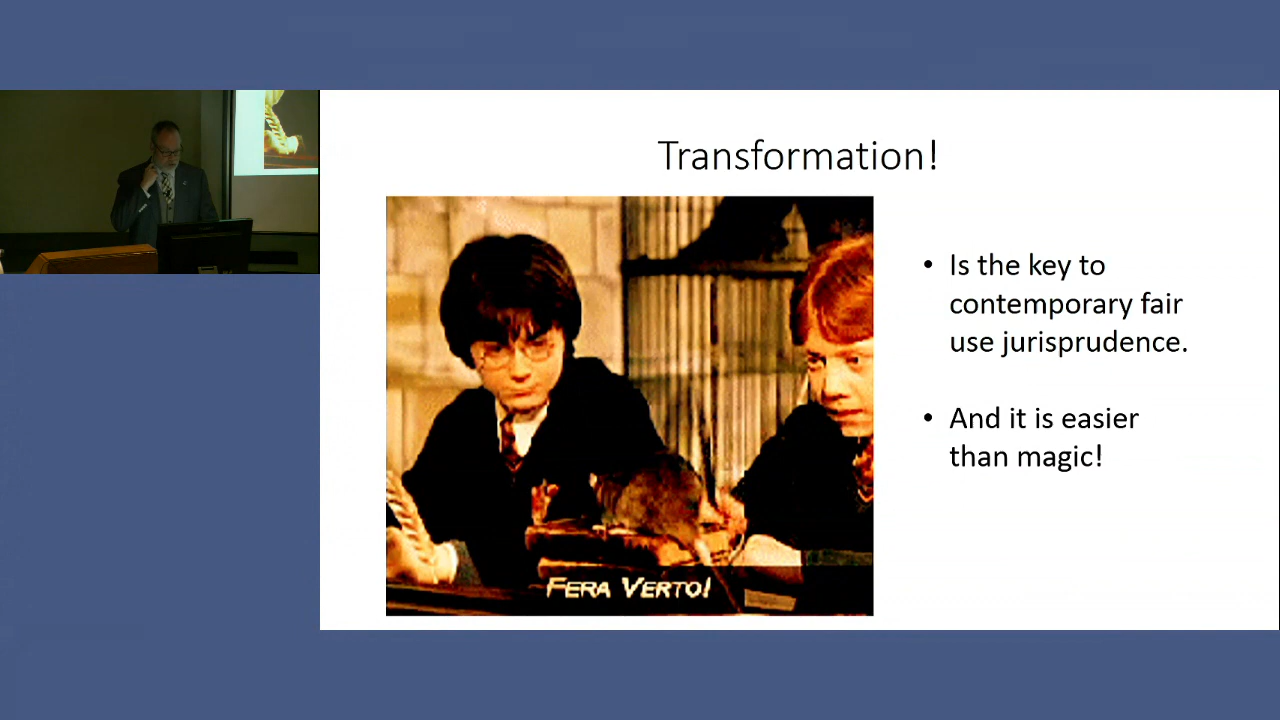 Transformation!
• Is the key to
contemporary fair
use jurisprudence.
• And it is easier
than magic!
FERA VERTO!